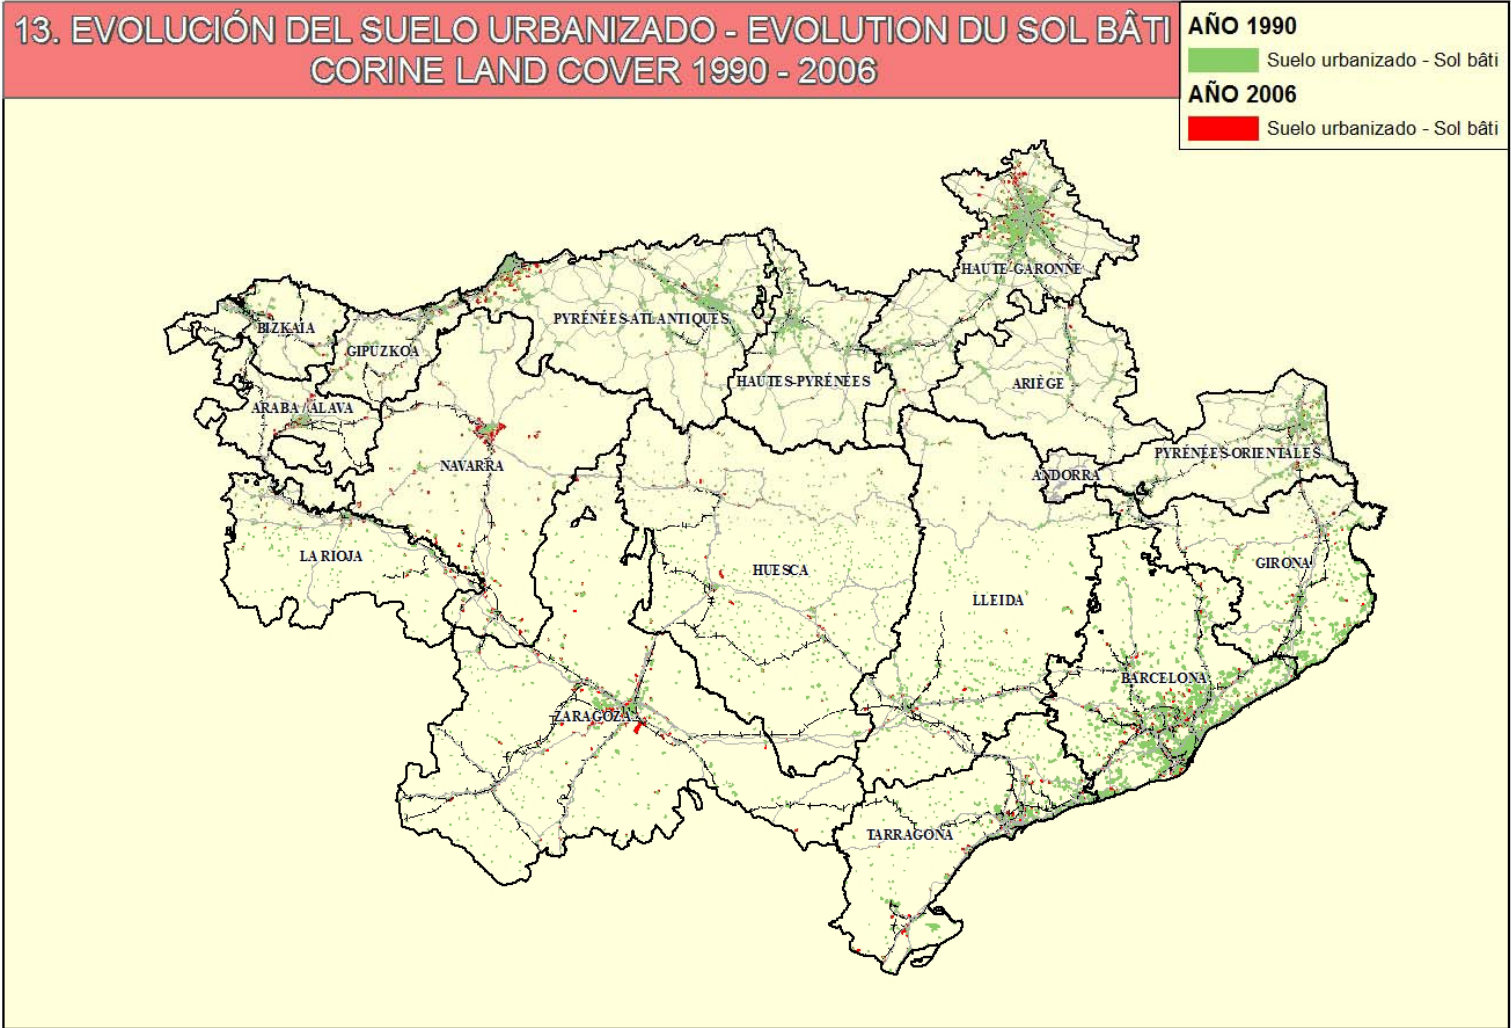 13. EVOLUCIÓN DEL SUELO URBANIZADO - EVOLUTION DU SOL BÂTI
CORINE LAND COVER 1990 - 2006
AÑO 1990
Suelo urbanizado - Sol bâti
AÑO 2006
Suelo urbanizado - Sol bâti
HAUTE-GARONNE
BIZKAIA
PYRÉNÉES-ATLANTIQUES
GIPUZKOA
HAUTES-PYRÉNÉES
ARIÈGE
ARABA / ÁLAVA
NAVARRA
PYRÉNÉES-ORIENTALES
ANDORRA
LA RIOJA
HUESCA
GIRONA
LLEIDA
BARCELONA
ZARAGOZA
TARRAGONA